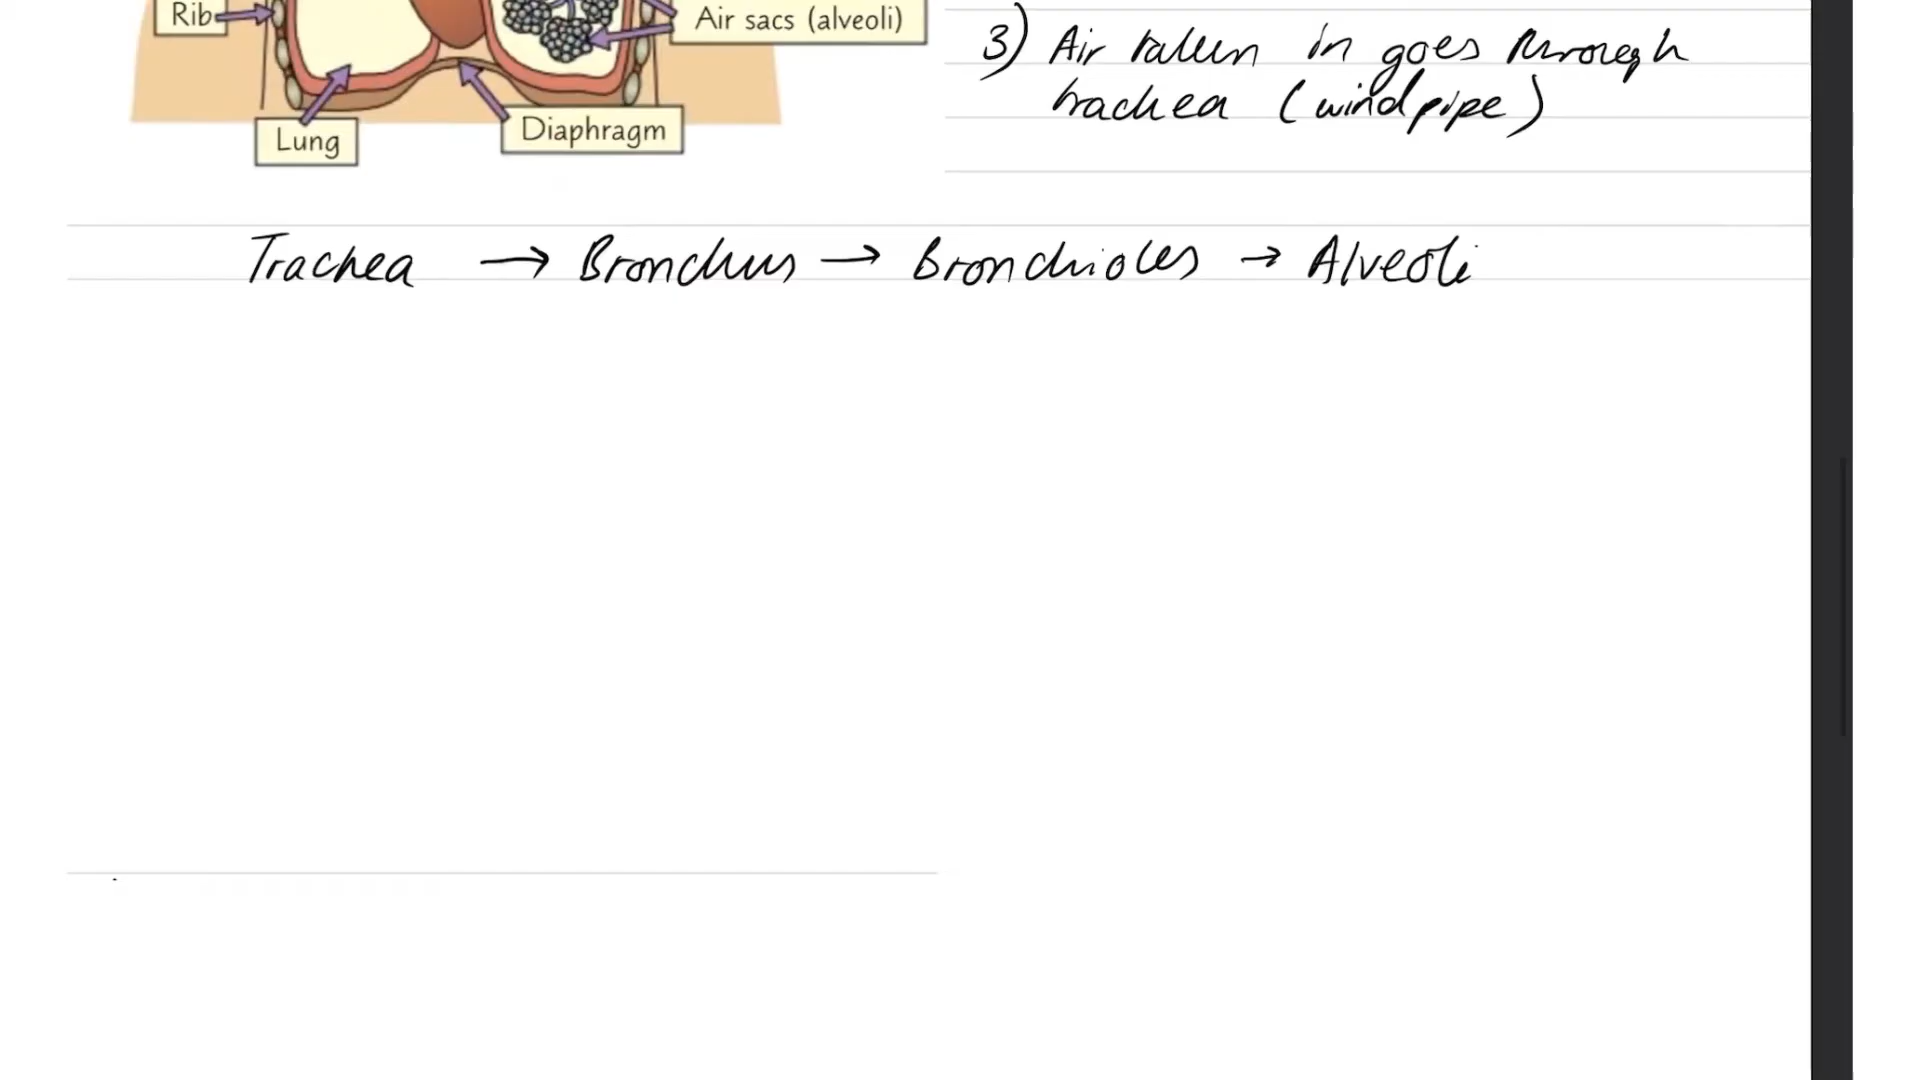 Rib
Air sacs (alveoli)
Lung
Diaphragm
3) Air taken in goes through
trachea (windpipe)
Trachea → Bronchus → Bronchioles → Alveoli